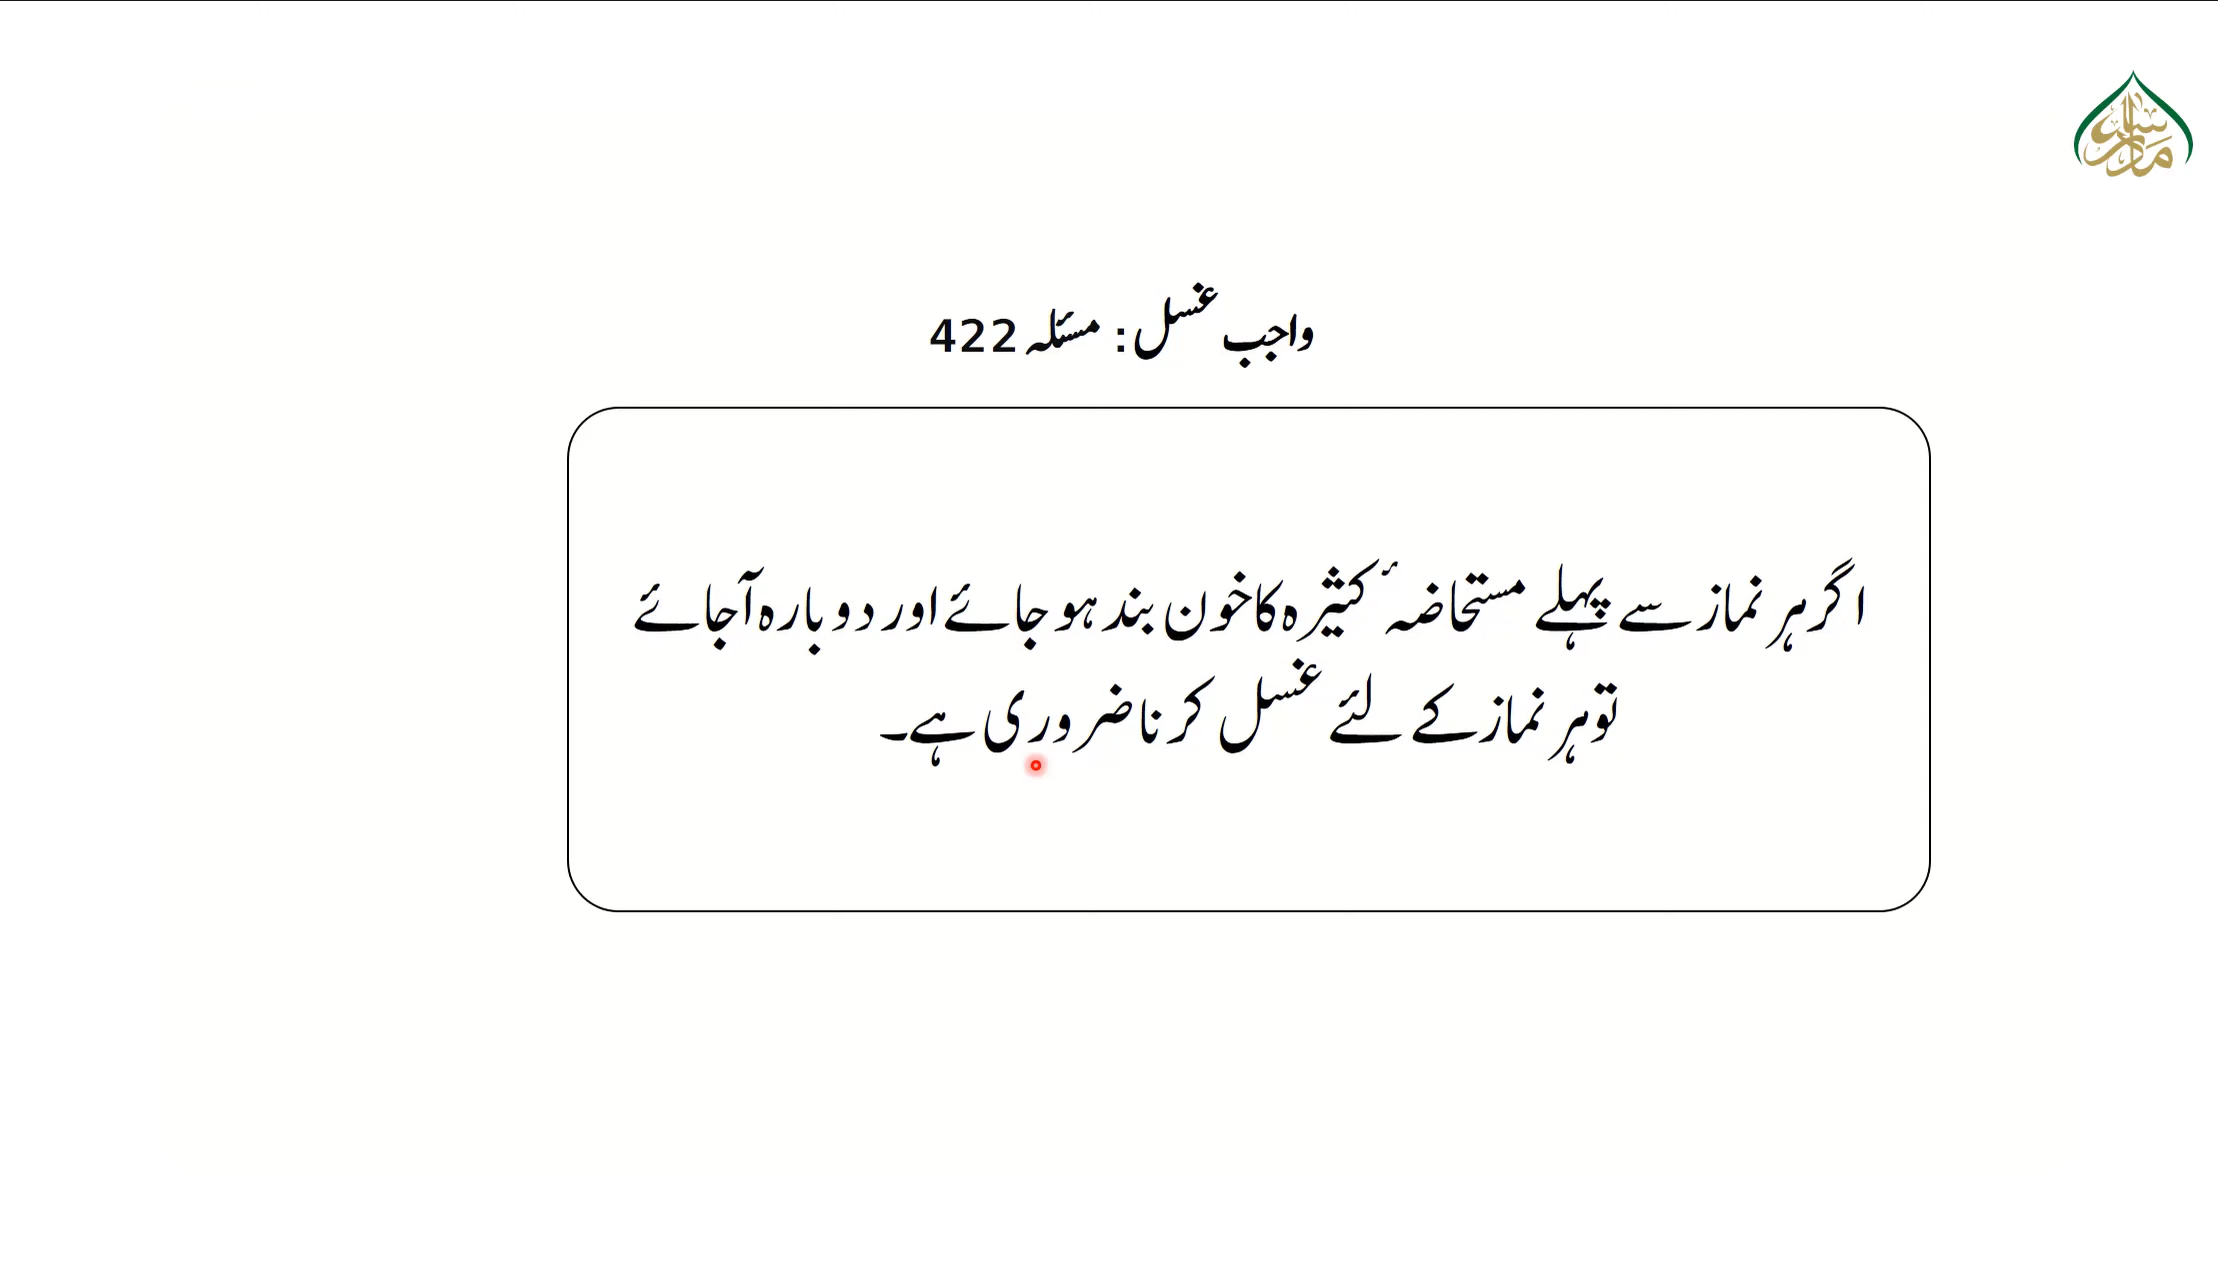 واجب غسل: مسئلہ 422
اگر ہر نماز سے پہلے مستحاضہ ٔ کثیرہ کا خون بند ہو جائے اور دوبارہ آجائے
تو ہر نماز کے لئے غسل کرنا ضروری ہے۔